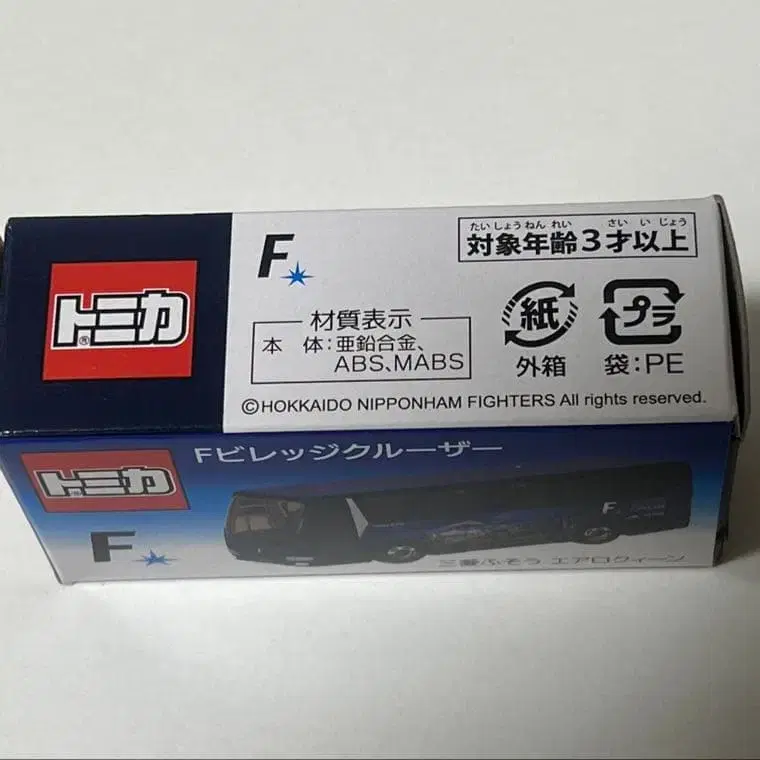 トミカ®
F
たいしょうねんれい さい いじょう
対象年齢3才以上
材質表示
本 体:亜鉛合金、
ABS、MABS
紙
外箱
プラ
袋:PE
©HOKKAIDO NIPPONHAM FIGHTERS All rights reserved.
Fビレッジクルーザー
トミカ®
F
F
三菱ふそう エアロクィーン